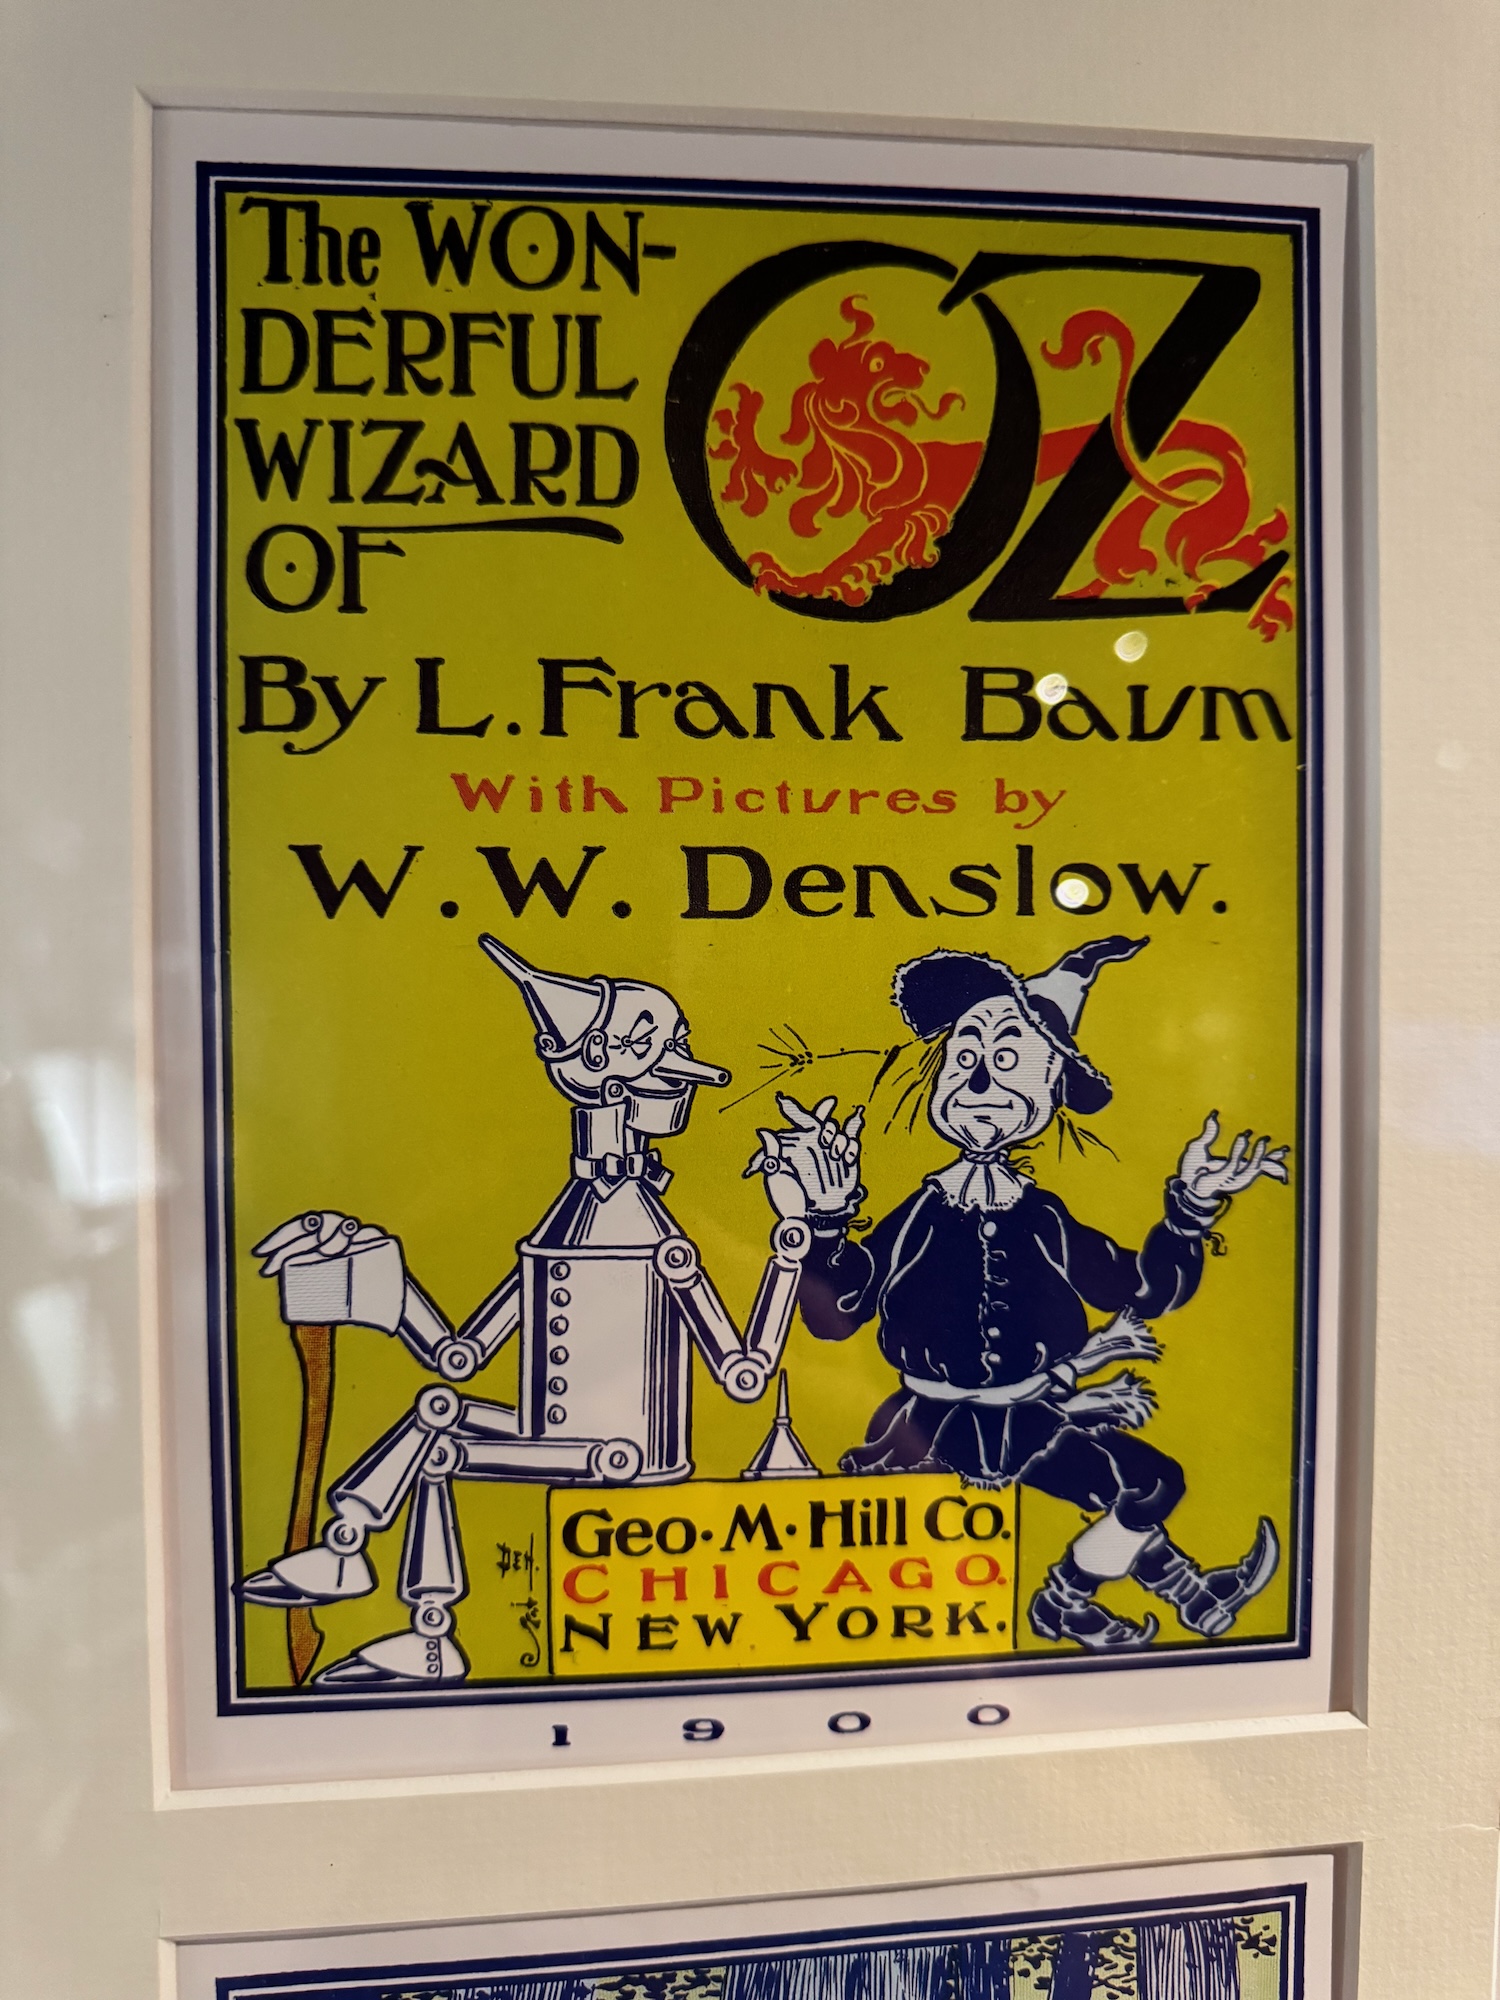 The WON-
DERFUL
WIZARD
OF
OZ
By L. Frank Baum
With Pictures by
W. W. Denslow.
DEN.
Geo. M. Hill Co.
CHICAGO.
NEW YORK.
1900